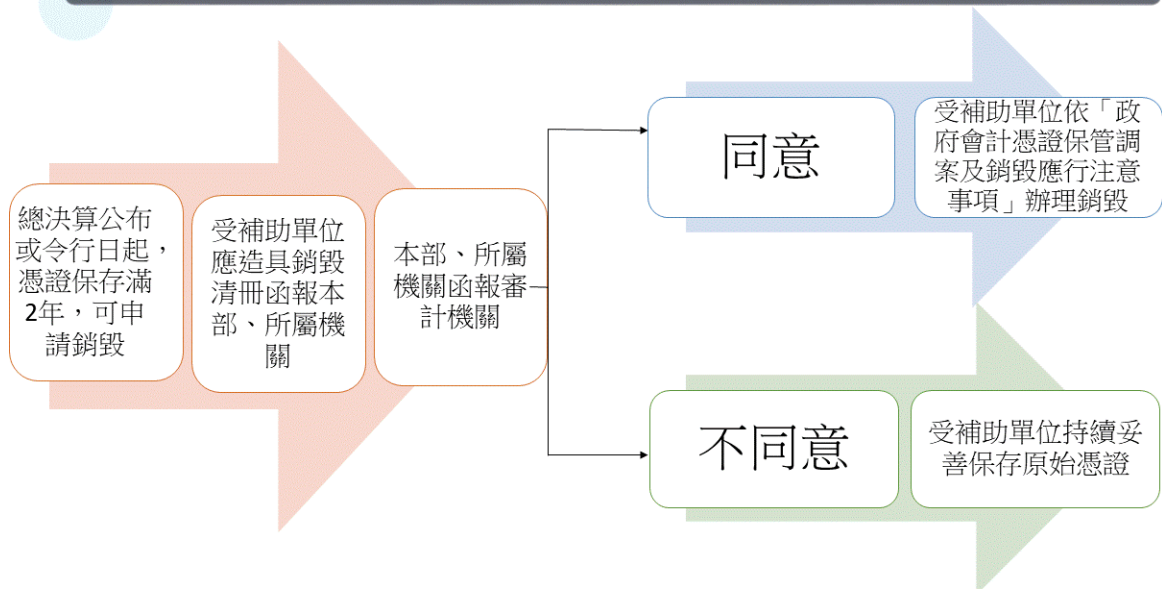 總決算公布
或令行日起，
憑證保存滿
2年，可申
請銷毀
受補助單位
應造具銷毀
清冊函報本
部、所屬機
關
本部、所屬
機關函報審
計機關
同意
受補助單位依「政
府會計憑證保管調
案及銷毀應行注意
事項」辦理銷毀
不同意
受補助單位持續妥
善保存原始憑證